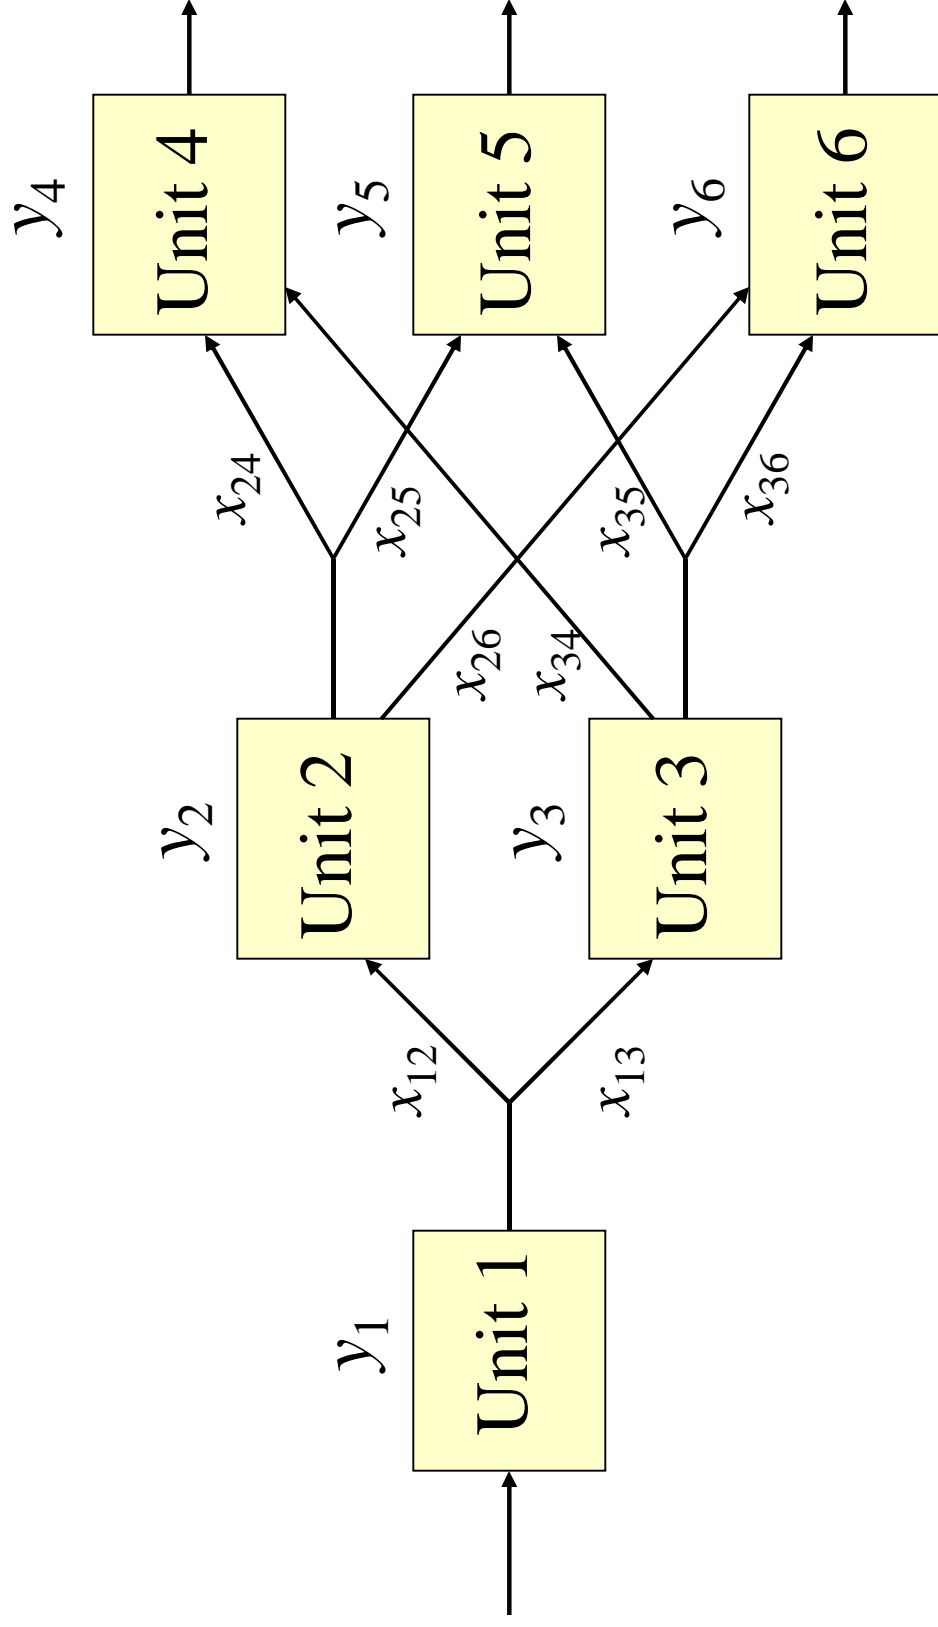 y₁
Unit 1
x₁₂
x₁₃
y₂
Unit 2
y₃
Unit 3
x₂₄
x₂₅
x₂₆
x₃₄
x₃₅
x₃₆
y₄
Unit 4
y₅
Unit 5
y₆
Unit 6